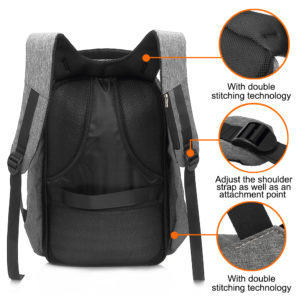 With double
stitching technology
Adjust the shoulder
strap as well as an
attachment point
With double
stitching technology